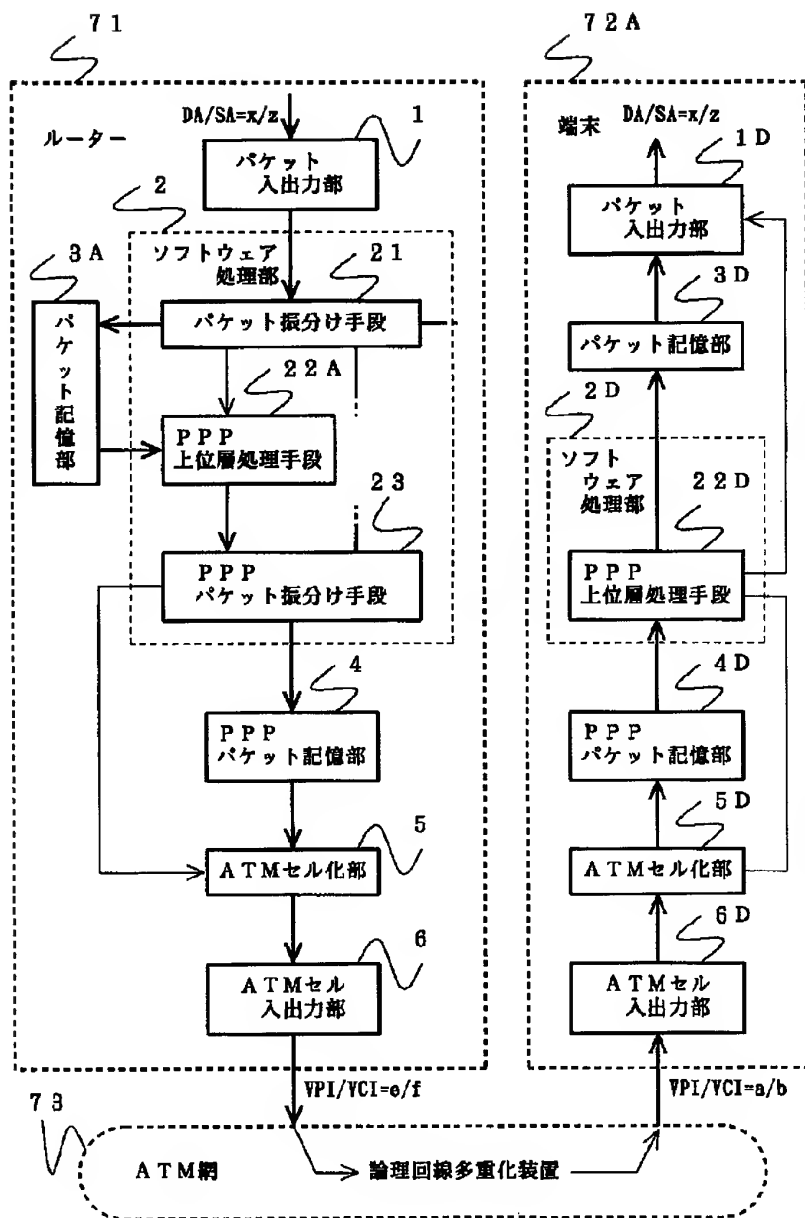 ７１
ルーター
DA/SA=x/z
１
パケット
入出力部
２
ソフトウェア
処理部
２１
３Ａ
パケット振分け手段
パケット記憶部
２２Ａ
ＰＰＰ
上位層処理手段
２３
ＰＰＰ
パケット振分け手段
４
ＰＰＰ
パケット記憶部
５
ＡＴＭセル化部
６
ＡＴＭセル
入出力部
VPI/VCI=e/f
７２Ａ
端末
DA/SA=x/z
１Ｄ
パケット
入出力部
３Ｄ
パケット記憶部
２Ｄ
ソフト
ウェア
処理部
２２Ｄ
ＰＰＰ
上位層処理手段
４Ｄ
ＰＰＰ
パケット記憶部
５Ｄ
ＡＴＭセル化部
６Ｄ
ＡＴＭセル
入出力部
VPI/VCI=a/b
７３
ＡＴＭ網
論理回線多重化装置